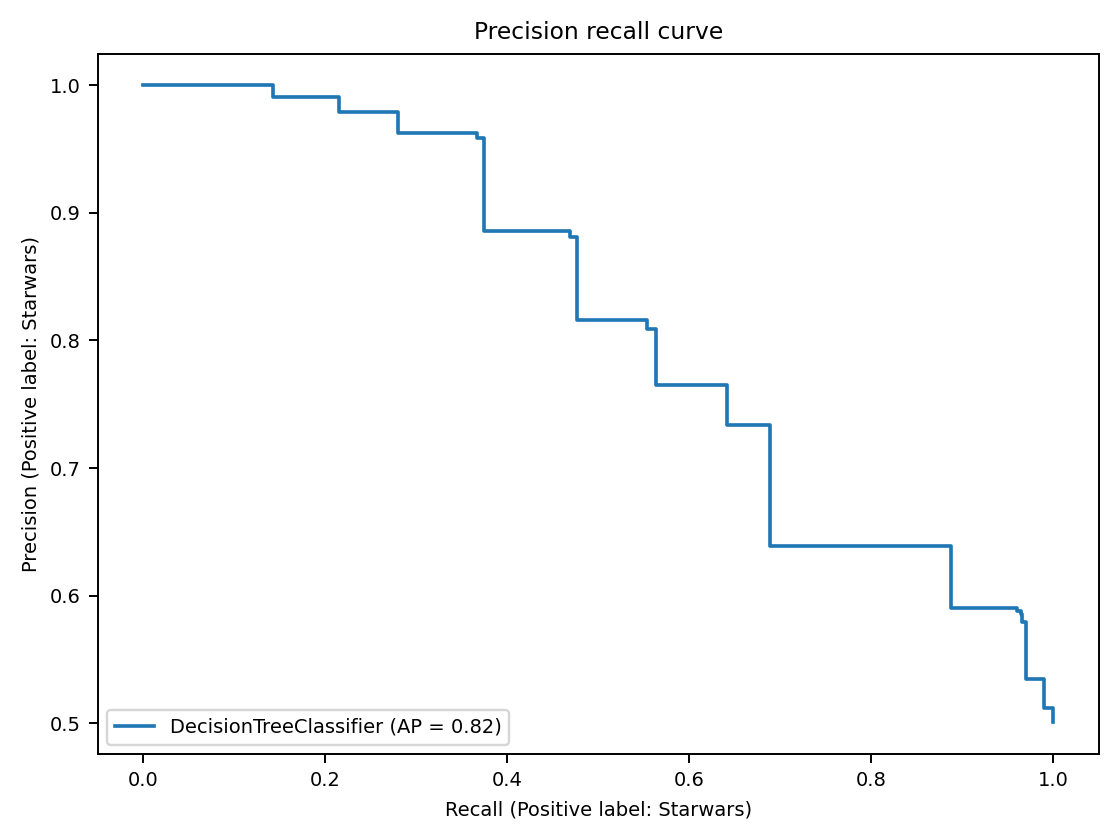 Precision recall curve
Precision (Positive label: Starwars)
1.0
0.9
0.8
0.7
0.6
0.5
DecisionTreeClassifier (AP = 0.82)
0.0 0.2 0.4 0.6 0.8 1.0
Recall (Positive label: Starwars)